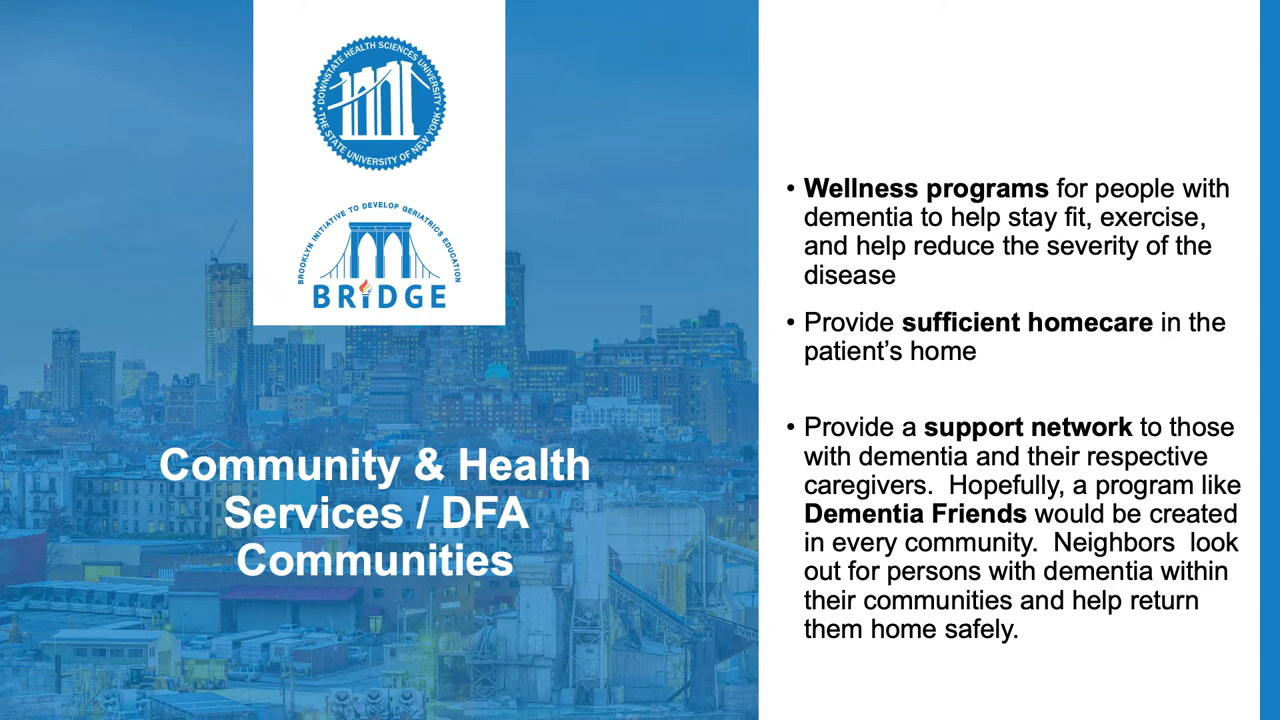 DOWNSTATE HEALTH SCIENCES UNIVERSITY
THE STATE UNIVERSITY OF NEW YORK
BROOKLYN INITIATIVE TO DEVELOP GERIATRICS EDUCATION
BRIDGE
Community & Health
Services / DFA
Communities
• Wellness programs for people with
dementia to help stay fit, exercise,
and help reduce the severity of the
disease
• Provide sufficient homecare in the
patient's home
• Provide a support network to those
with dementia and their respective
caregivers.  Hopefully, a program like
Dementia Friends would be created
in every community.  Neighbors  look
out for persons with dementia within
their communities and help return
them home safely.